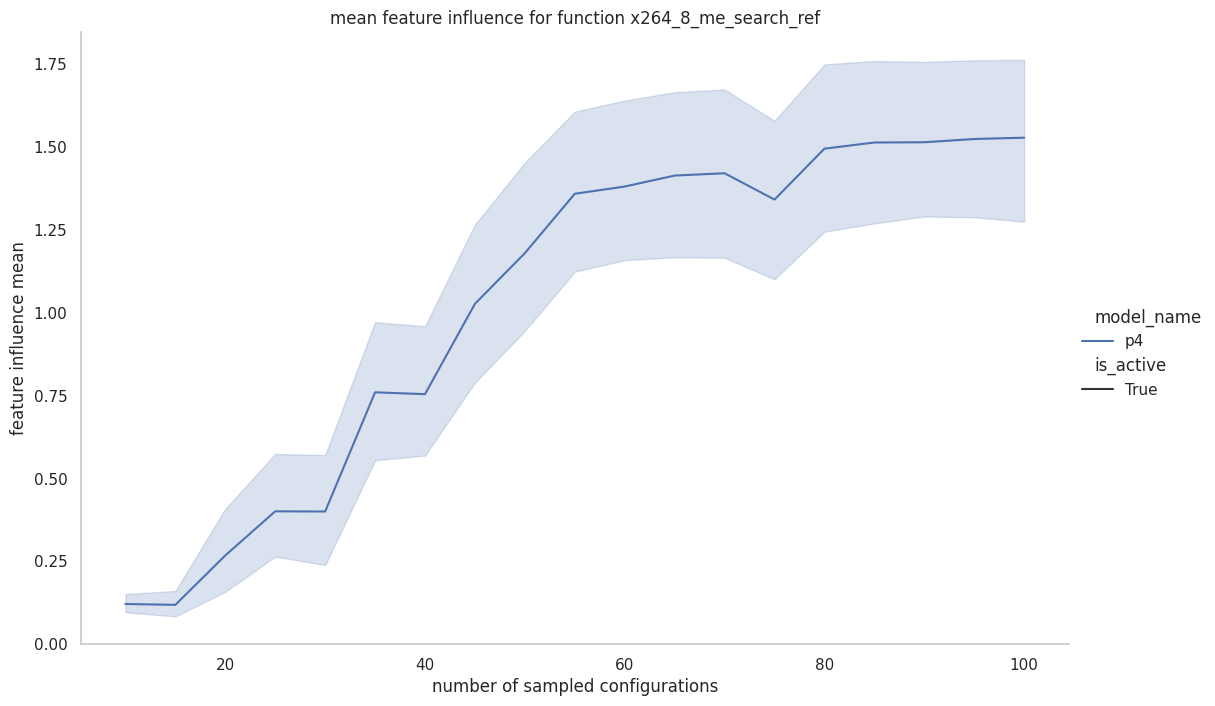 mean feature influence for function x264_8_me_search_ref
1.75
1.50
1.25
1.00
0.75
0.50
0.25
0.00
feature influence mean
20 40 60 80 100
number of sampled configurations
model_name
p4
is_active
True